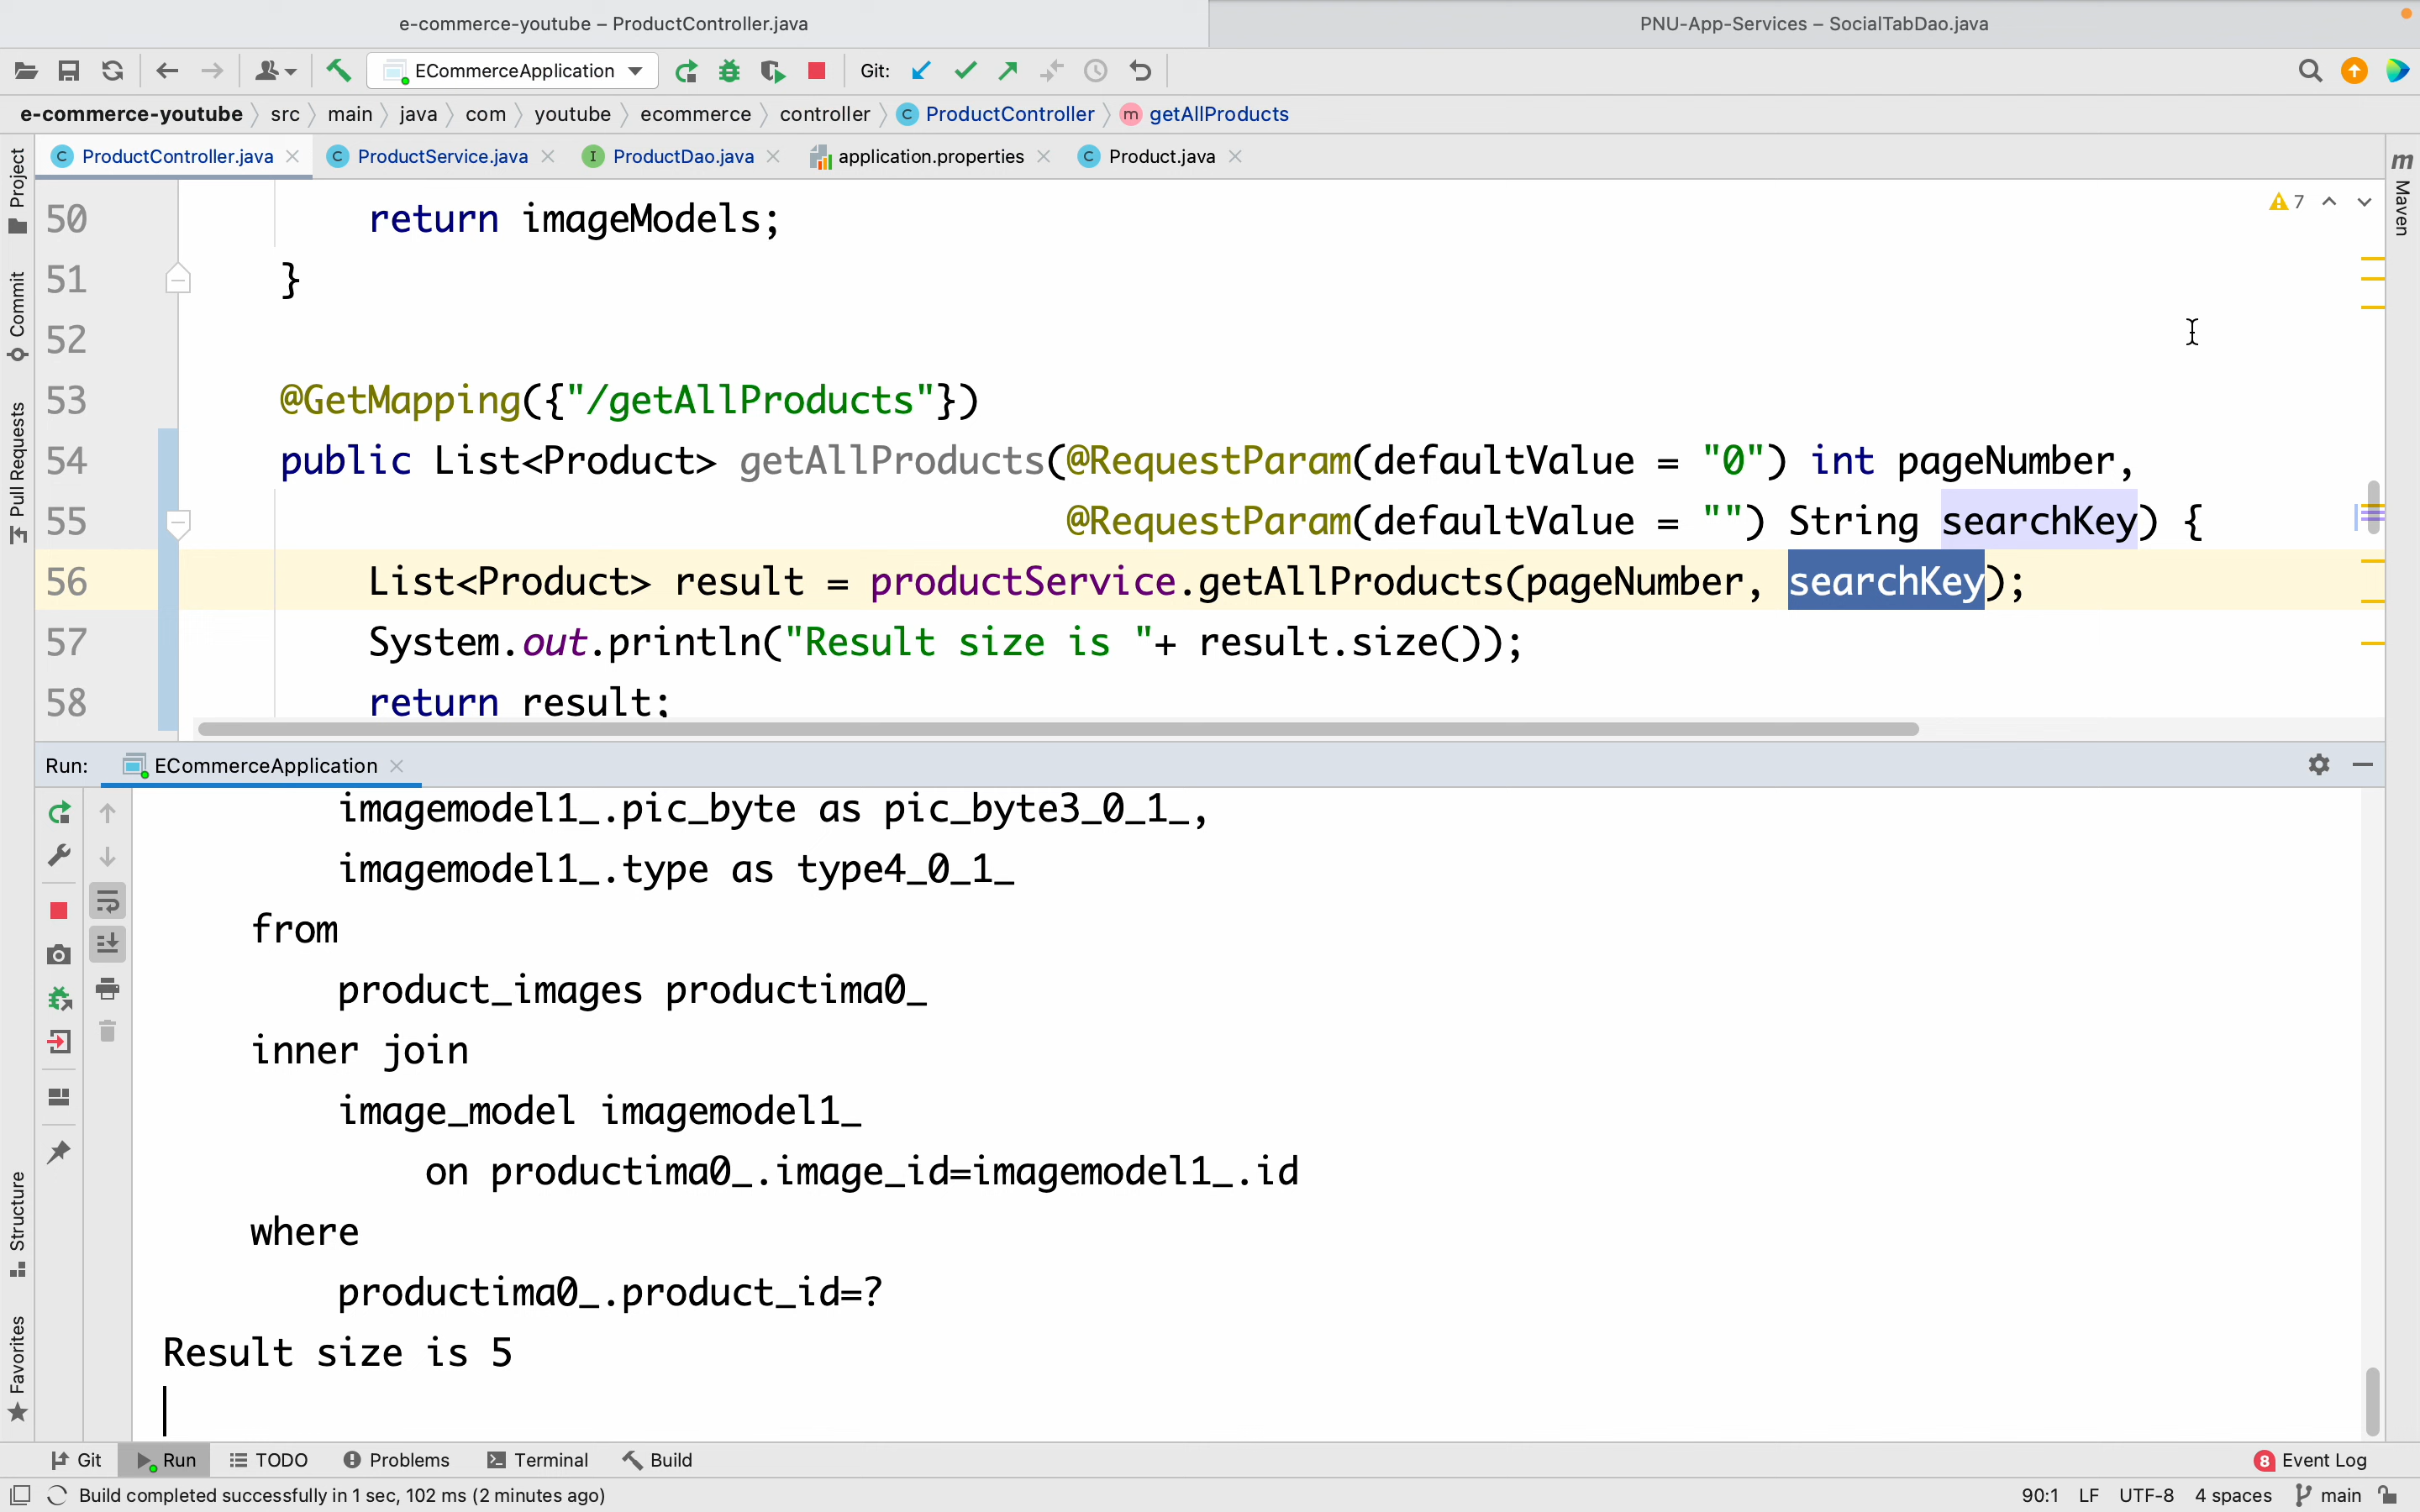 e-commerce-youtube – ProductController.java
PNU-App-Services – SocialTabDao.java
ECommerceApplication
Git:
e-commerce-youtube src main java com youtube ecommerce controller C ProductController m getAllProducts
C ProductController.java C ProductService.java I ProductDao.java application.properties C Product.java
m Maven
Project
Commit
Pull Requests
7
50 return imageModels;
51 }
52
53 @GetMapping({"/getAllProducts"})
54 public List<Product> getAllProducts(@RequestParam(defaultValue = "0") int pageNumber,
55 @RequestParam(defaultValue = "") String searchKey) {
56 List<Product> result = productService.getAllProducts(pageNumber, searchKey);
57 System.out.println("Result size is "+ result.size());
58 return result;
Run: ECommerceApplication
imagemodel1_.pic_byte as pic_byte3_0_1_,
imagemodel1_.type as type4_0_1_
from
product_images productima0_
inner join
image_model imagemodel1_
on productima0_.image_id=imagemodel1_.id
where
productima0_.product_id=?
Result size is 5
Structure
Favorites
Git Run TODO Problems Terminal Build
8 Event Log
Build completed successfully in 1 sec, 102 ms (2 minutes ago)
90:1 LF UTF-8 4 spaces main